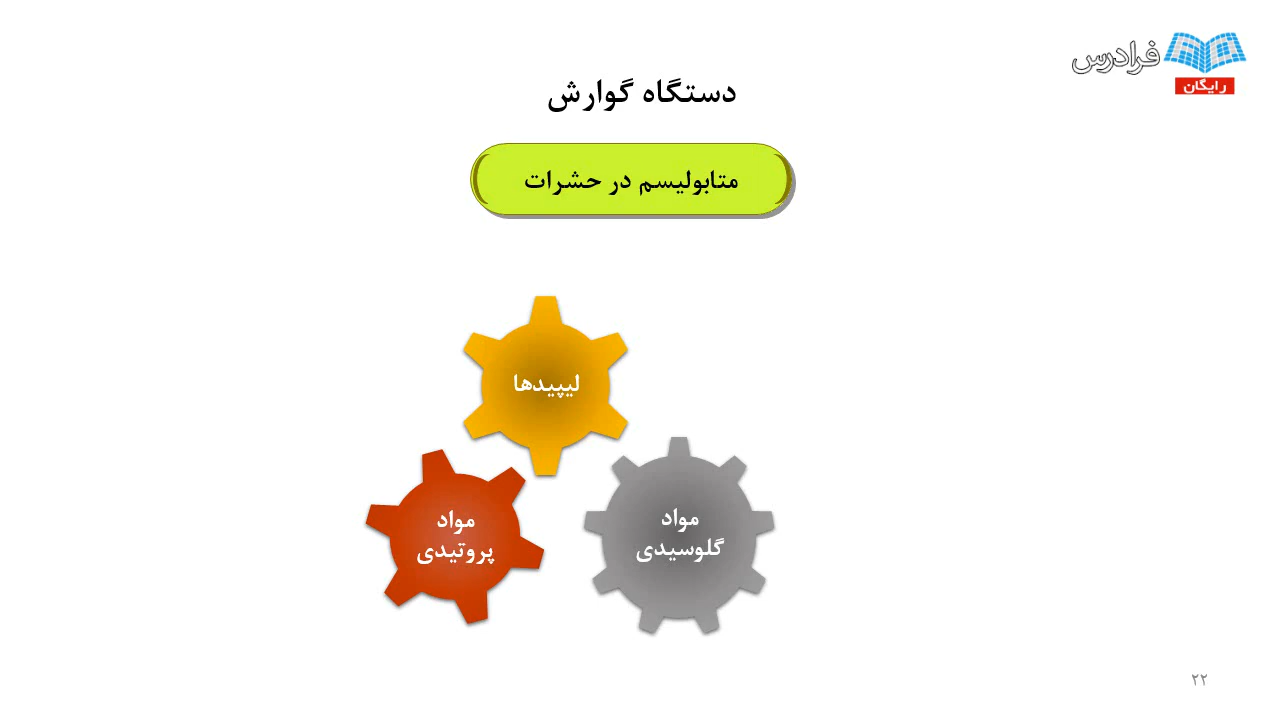 فرادرس
رایگان
دستگاه گوارش
متابولیسم در حشرات
لیپیدها
مواد
گلوسیدی
مواد
پروتیدی
۲۲